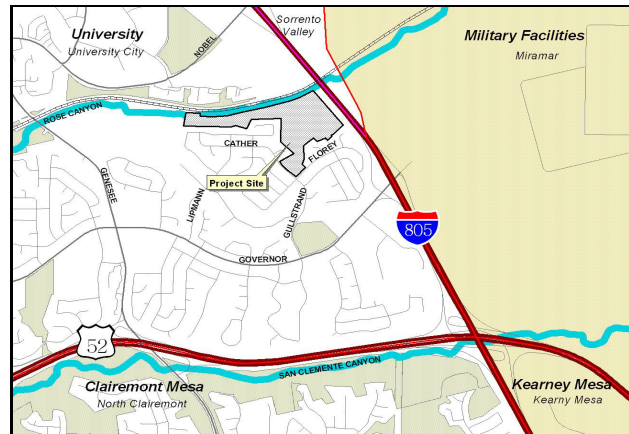 Sorrento
Valley
University
University City
NOBEL
Military Facilities
Miramar
ROSE CANYON
CATHER
FLOREY
GENESEE
Project Site
LIPMANN
GULLSTRAND
805
GOVERNOR
52
SAN CLEMENTE CANYON
Clairemont Mesa
North Clairemont
Kearney Mesa
Kearny Mesa